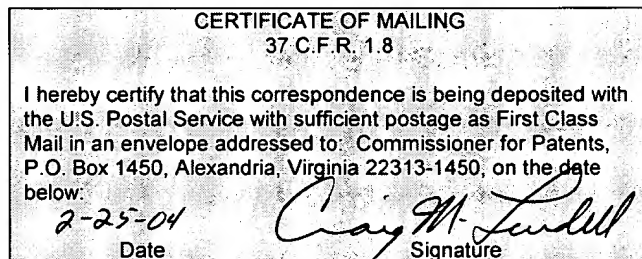 CERTIFICATE OF MAILING
37 C.F.R. 1.8
I hereby certify that this correspondence is being deposited with
the U.S. Postal Service with sufficient postage as First Class
Mail in an envelope addressed to: Commissioner for Patents,
P.O. Box 1450, Alexandria, Virginia 22313-1450, on the date
below:
2-25-04 Craig M. Lundell
Date Signature